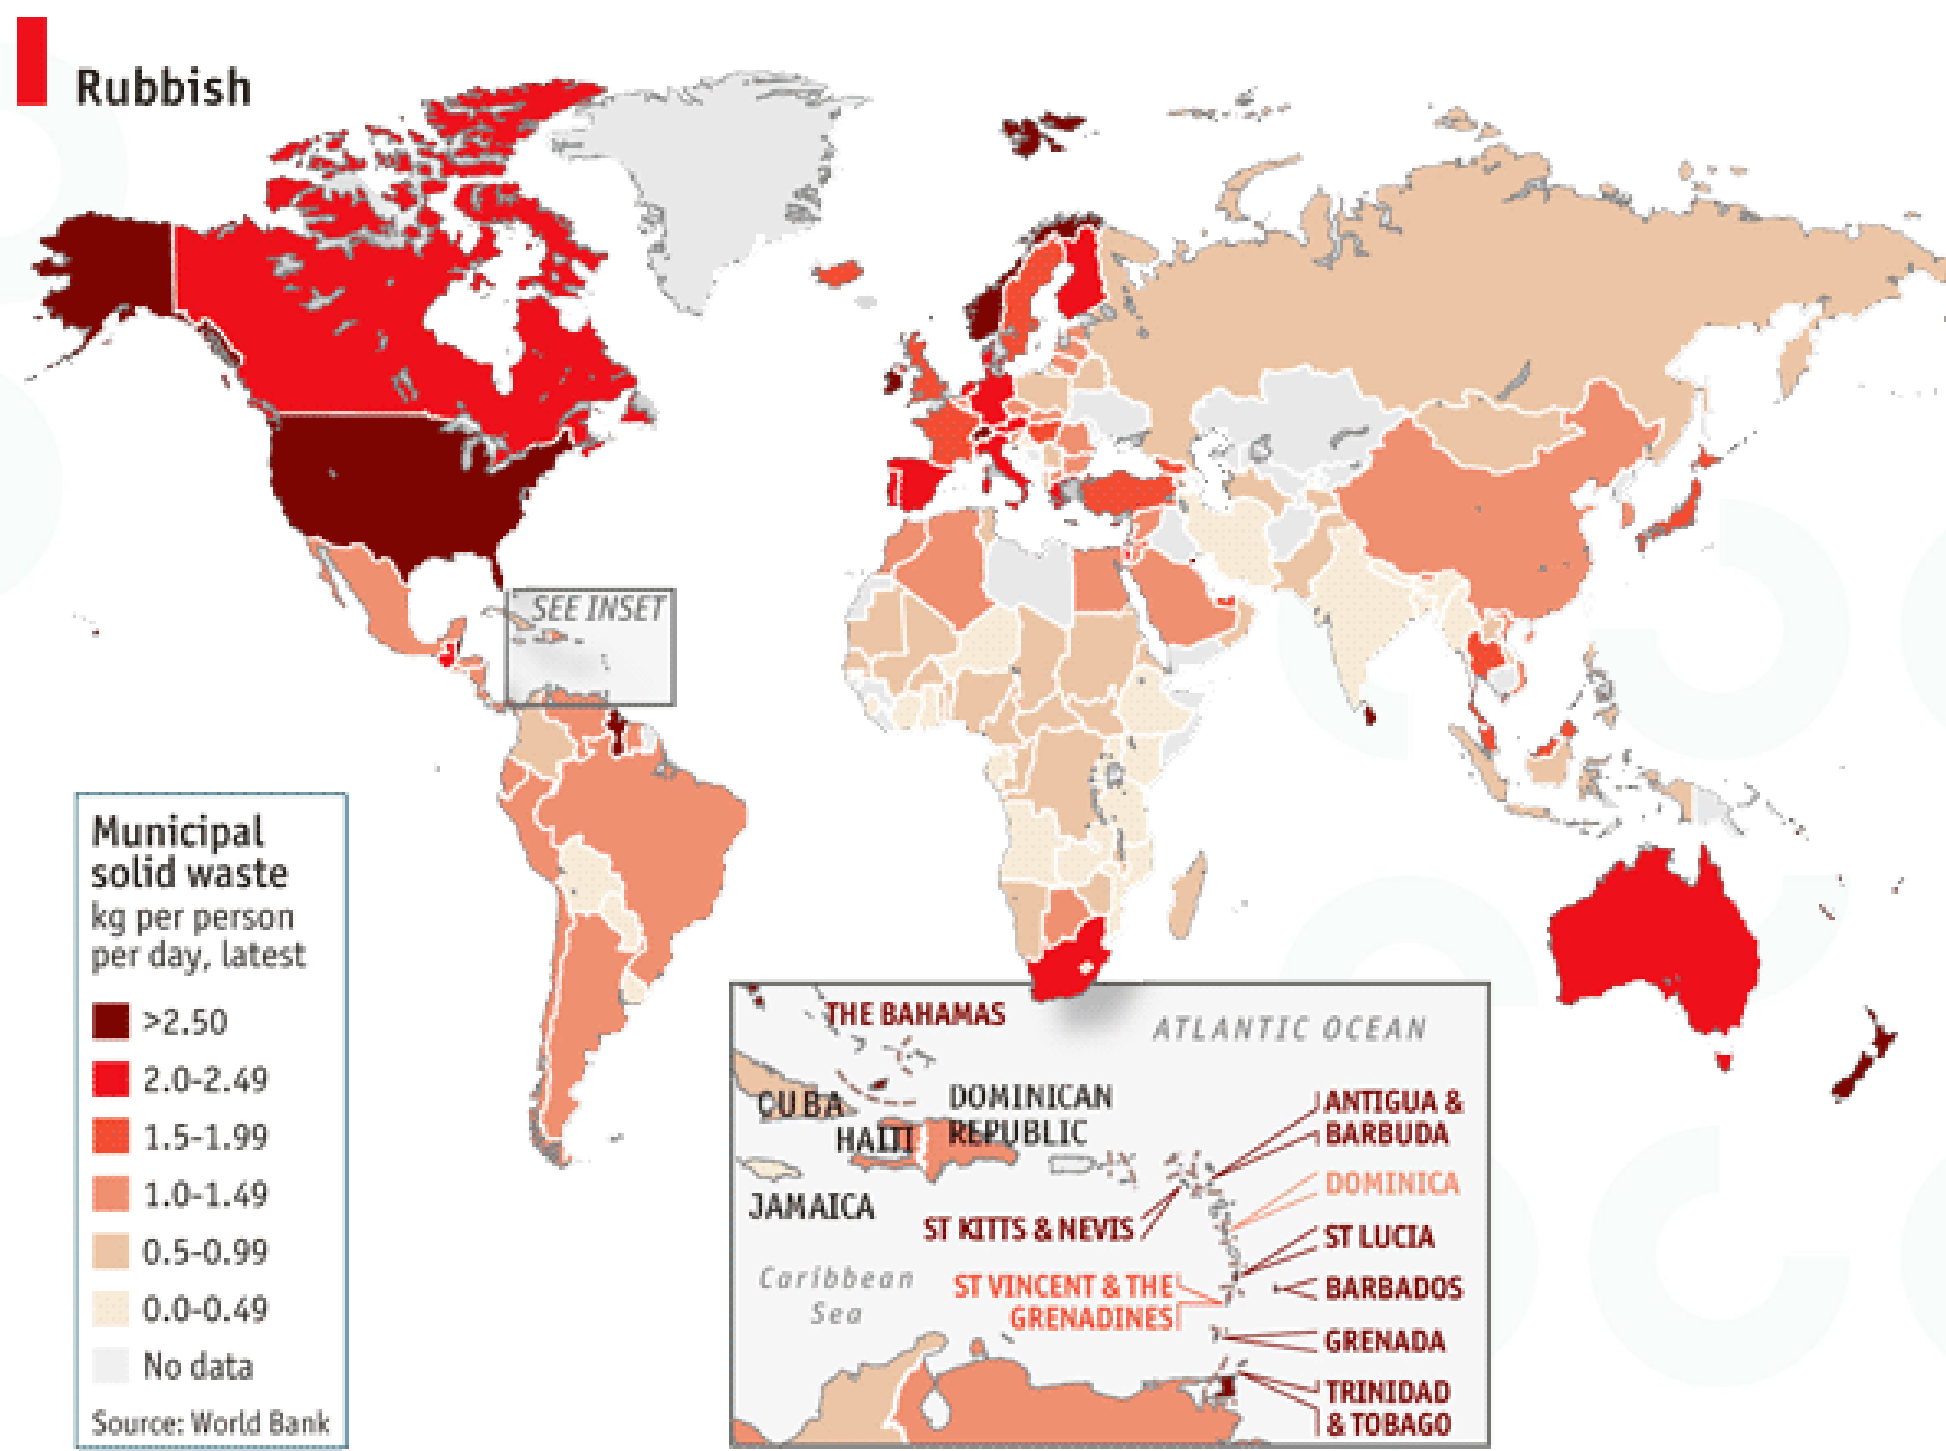 Rubbish
SEE INSET
Municipal
solid waste
kg per person
per day, latest
>2.50
2.0-2.49
1.5-1.99
1.0-1.49
0.5-0.99
0.0-0.49
No data
Source: World Bank
THE BAHAMAS
ATLANTIC OCEAN
CUBA
DOMINICAN
REPUBLIC
HAITI
JAMAICA
ANTIGUA &
BARBUDA
DOMINICA
ST KITTS & NEVIS
ST LUCIA
Caribbean
Sea
ST VINCENT & THE
GRENADINES
BARBADOS
GRENADA
TRINIDAD
& TOBAGO